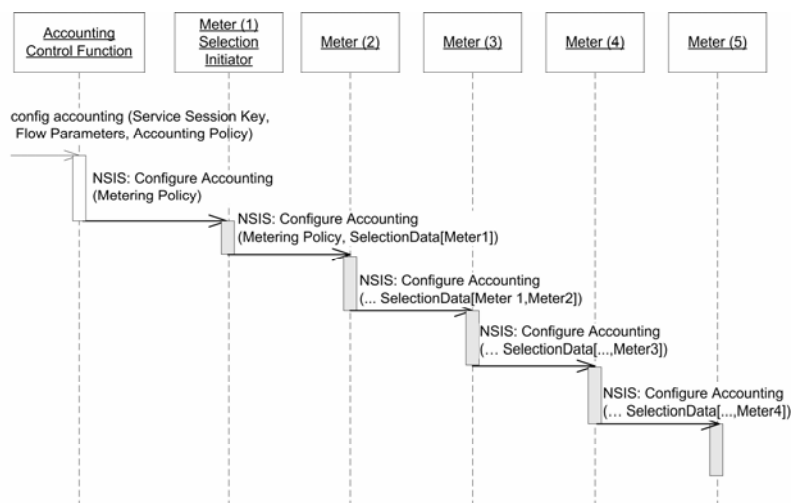 Accounting
Control Function
Meter (1)
Selection
Initiator
Meter (2)
Meter (3)
Meter (4)
Meter (5)
config accounting (Service Session Key,
Flow Parameters, Accounting Policy)
NSIS: Configure Accounting
(Metering Policy)
NSIS: Configure Accounting
(Metering Policy, SelectionData[Meter1])
NSIS: Configure Accounting
(... SelectionData[Meter 1,Meter2])
NSIS: Configure Accounting
(... SelectionData[...,Meter3])
NSIS: Configure Accounting
(... SelectionData[...,Meter4])